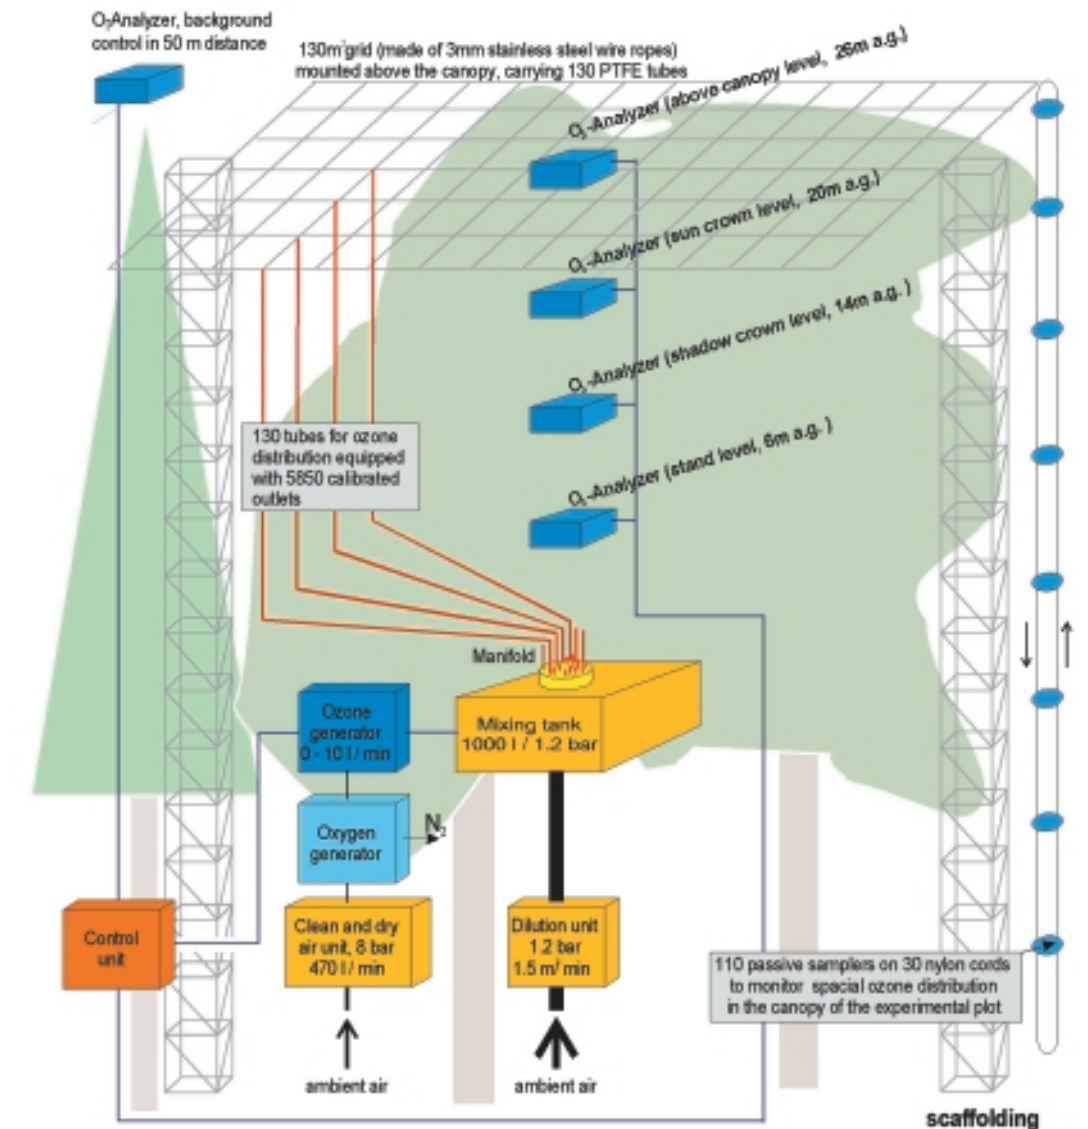 O₃Analyzer, background
control in 50 m distance
130m²grid (made of 3mm stainless steel wire ropes)
mounted above the canopy, carrying 130 PTFE tubes
O₃-Analyzer (above canopy level, 26m a.g.)
O₃-Analyzer (sun crown level, 20m a.g.)
O₃-Analyzer (shadow crown level, 14m a.g. )
O₃-Analyzer (stand level, 6m a.g. )
130 tubes for ozone
distribution equipped
with 5850 calibrated
outlets
Manifold
Mixing tank
1000 l / 1.2 bar
Ozone
generator
0 - 10 l / min
Oxygen
generator
N₂
Control
unit
Clean and dry
air unit, 8 bar
470 l / min
Dilution unit
1.2 bar
1.5 m³/ min
110 passive samplers on 30 nylon cords
to monitor spacial ozone distribution
in the canopy of the experimental plot
ambient air
ambient air
scaffolding